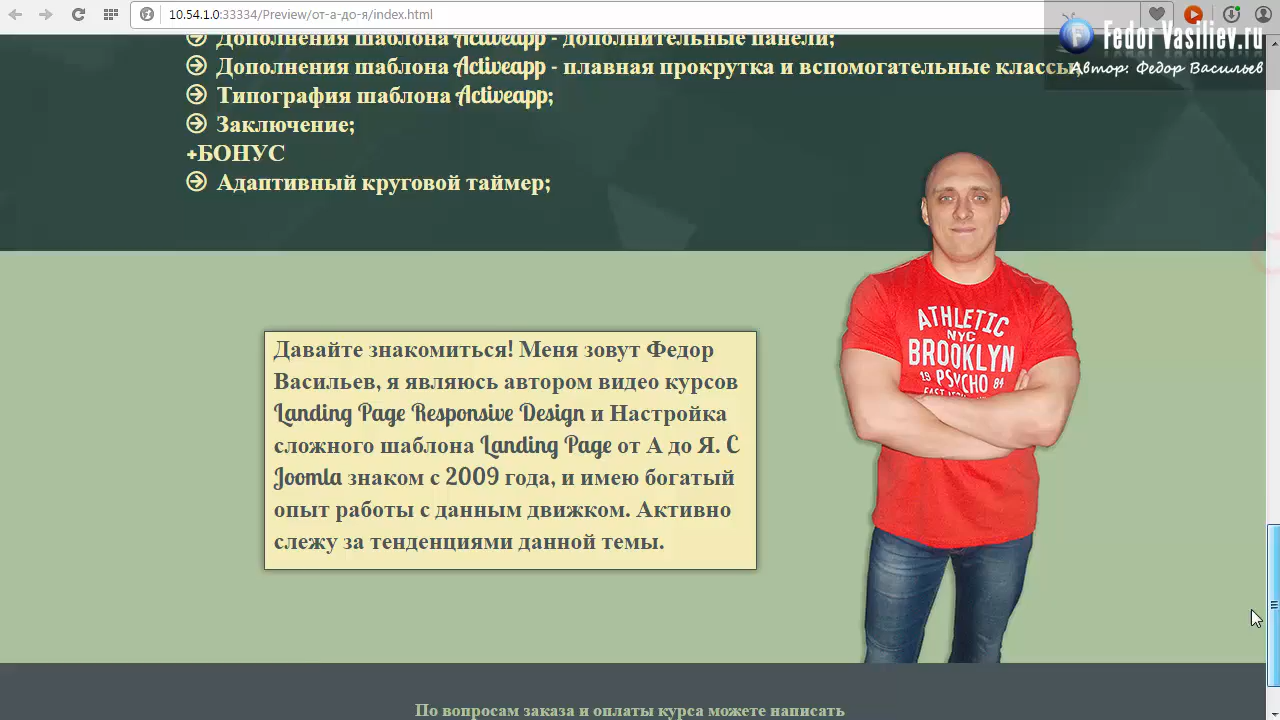 10.54.1.0:33334/Preview/от-а-до-я/index.html
Fedor Vasiliev.ru
Автор: Федор Васильев
Дополнения шаблона Activeapp - дополнительные панели;
Дополнения шаблона Activeapp - плавная прокрутка и вспомогательные классы;
Типография шаблона Activeapp;
Заключение;
+БОНУС
Адаптивный круговой таймер;
ATHLETIC
NYC
BROOKLYN
19 PSYCHO 84
Давайте знакомиться! Меня зовут Федор
Васильев, я являюсь автором видео курсов
Landing Page Responsive Design и Настройка
сложного шаблона Landing Page от А до Я. С
Joomla знаком с 2009 года, и имею богатый
опыт работы с данным движком. Активно
слежу за тенденциями данной темы.
По вопросам заказа и оплаты курса можете написать